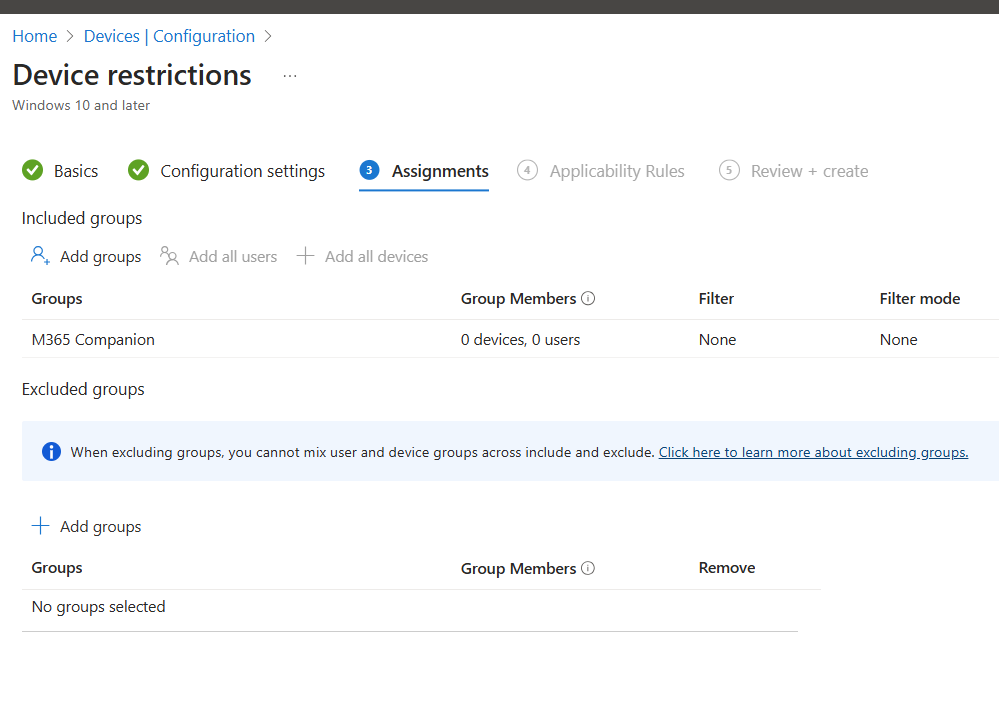 Home > Devices | Configuration >
Device restrictions ...
Windows 10 and later
Basics Configuration settings 3 Assignments 4 Applicability Rules 5 Review + create
Included groups
Add groups Add all users Add all devices
Groups Group Members Filter Filter mode
M365 Companion 0 devices, 0 users None None
Excluded groups
When excluding groups, you cannot mix user and device groups across include and exclude. Click here to learn more about excluding groups.
Add groups
Groups Group Members Remove
No groups selected